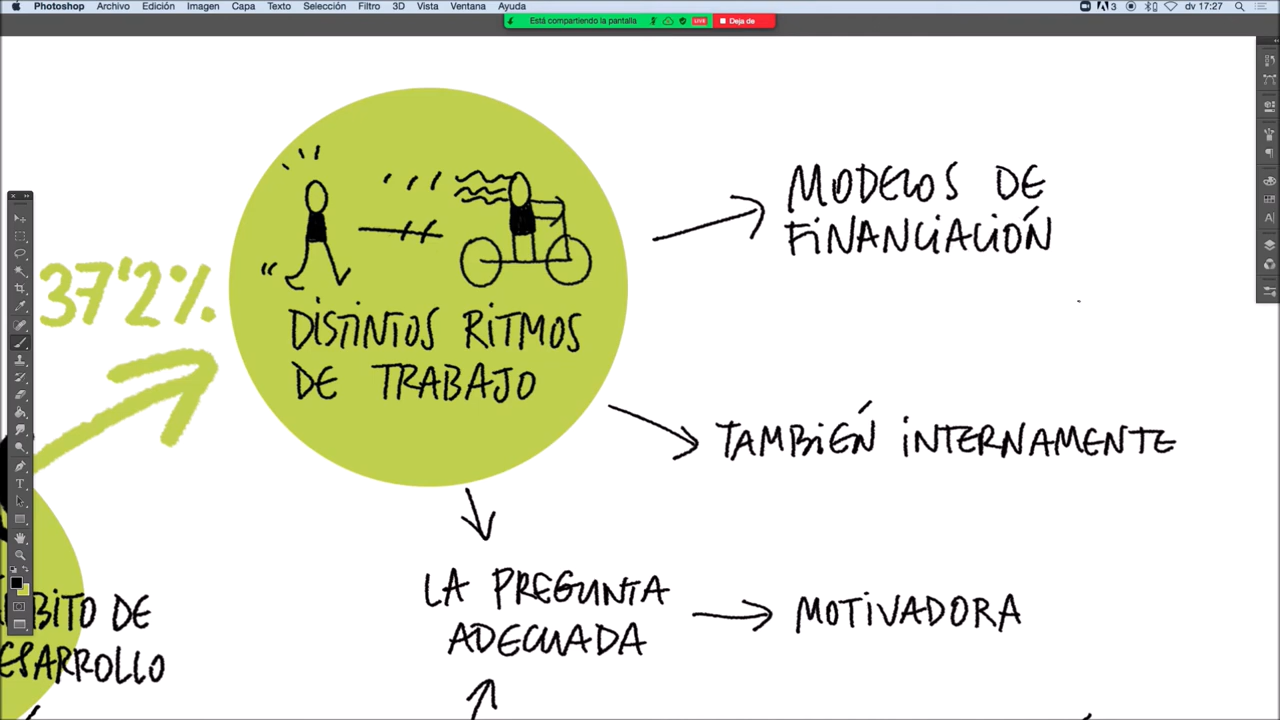 Photoshop Archivo Edición Imagen Capa Texto Selección Filtro 3D Vista Ventana Ayuda
3 dv 17:27
Está compartiendo la pantalla LIVE Deja de
MODELOS DE
FINANCIACIÓN
37'2%
DISTINTOS RITMOS
DE TRABAJO
TAMBIÉN INTERNAMENTE
LA PREGUNTA
ADECUADA
MOTIVADORA
BITO DE
ESARROLLO